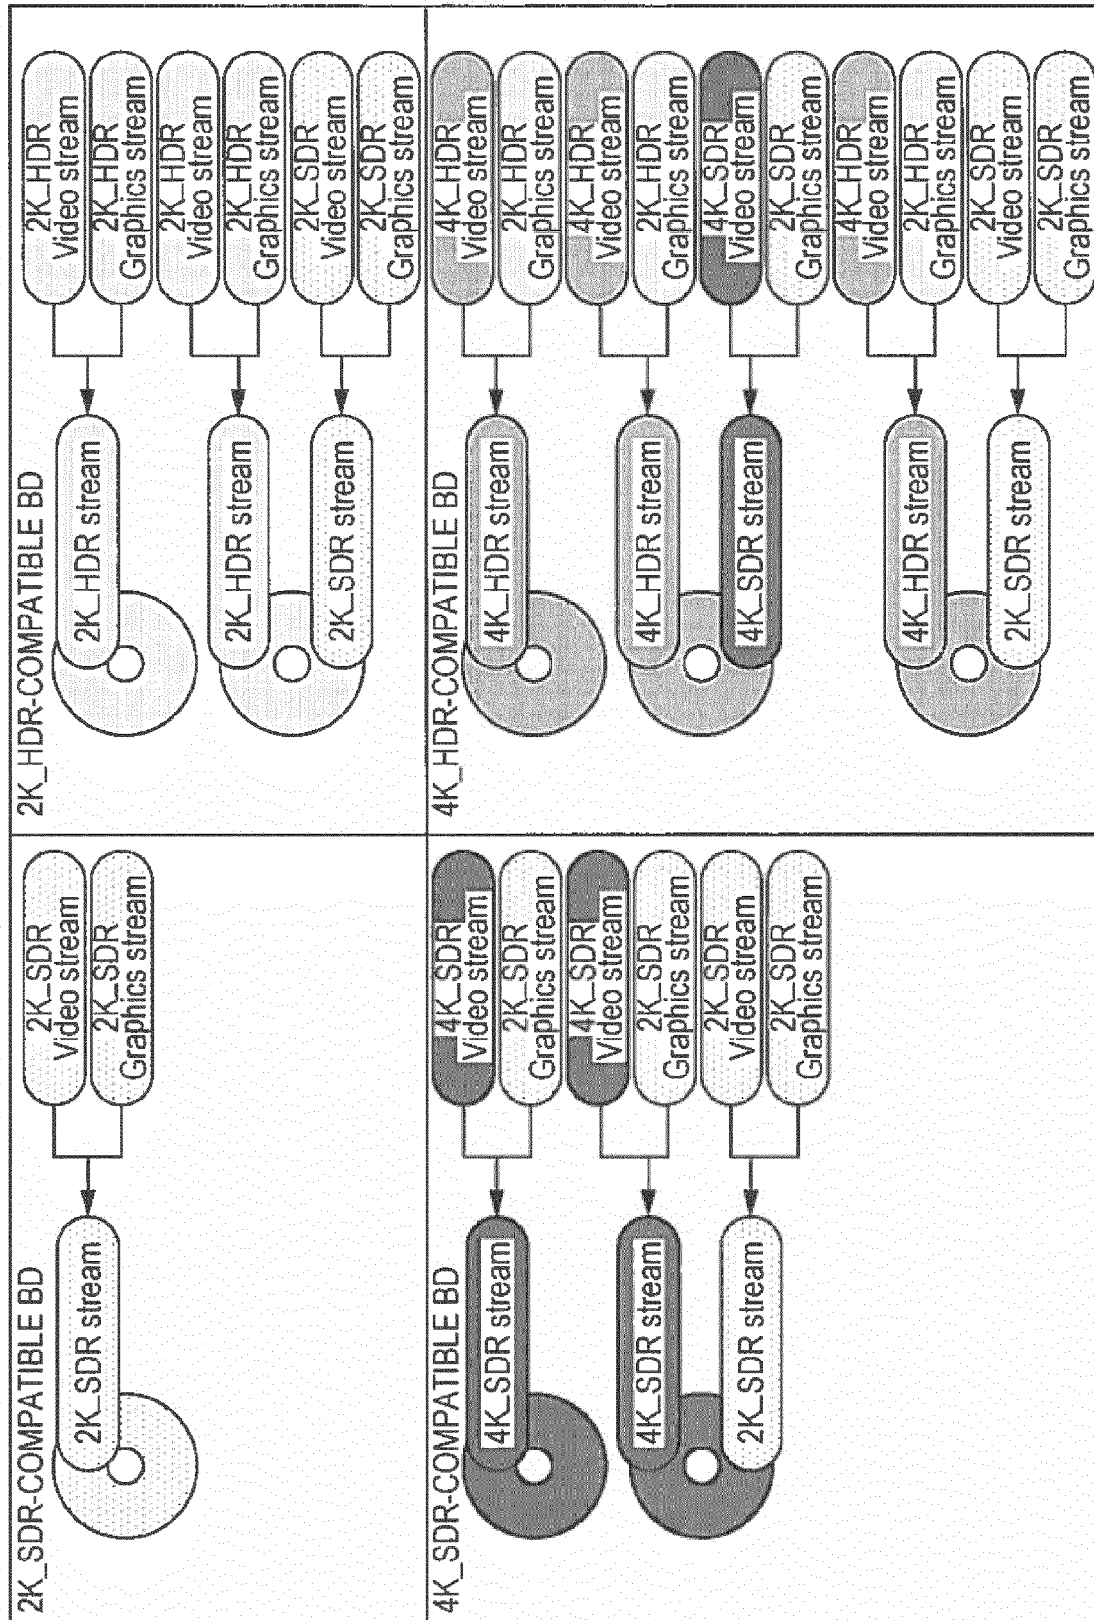 2K_SDR-COMPATIBLE BD
2K_SDR stream
2K_SDR
Video stream
2K_SDR
Graphics stream
2K_HDR-COMPATIBLE BD
2K_HDR stream
2K_HDR
Video stream
2K_HDR
Graphics stream
2K_HDR stream
2K_HDR
Video stream
2K_HDR
Graphics stream
2K_SDR stream
2K_SDR
Video stream
2K_SDR
Graphics stream
4K_SDR-COMPATIBLE BD
4K_SDR stream
4K_SDR
Video stream
2K_SDR
Graphics stream
4K_SDR stream
4K_SDR
Video stream
2K_SDR
Graphics stream
2K_SDR stream
2K_SDR
Video stream
2K_SDR
Graphics stream
4K_HDR-COMPATIBLE BD
4K_HDR stream
4K_HDR
Video stream
2K_HDR
Graphics stream
4K_HDR stream
4K_HDR
Video stream
2K_HDR
Graphics stream
4K_SDR stream
4K_SDR
Video stream
2K_SDR
Graphics stream
4K_HDR stream
4K_HDR
Video stream
2K_HDR
Graphics stream
2K_SDR stream
2K_SDR
Video stream
2K_SDR
Graphics stream